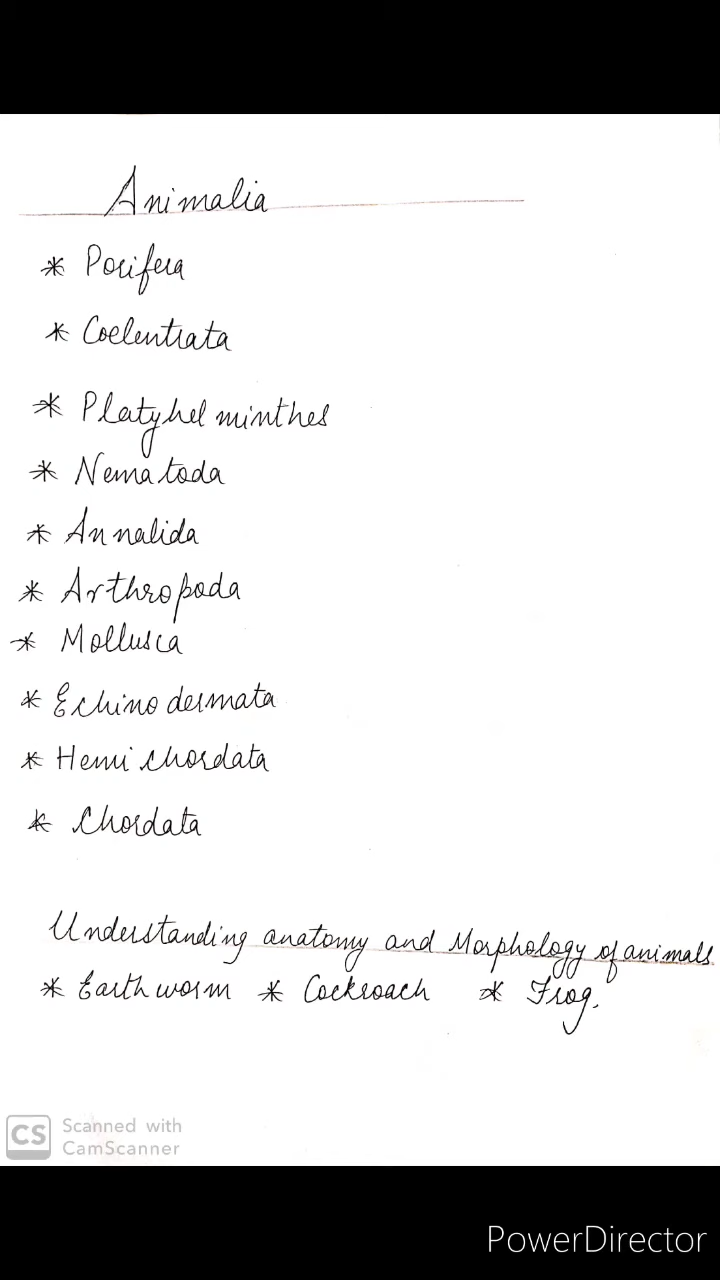 Animalia
* Porifera
* Coelentrata
* Platyhelminthes
* Nematoda
* Annalida
* Arthropoda
* Mollusca
* Echinodermata
* Hemichordata
* Chordata
Understanding anatomy and Morphology of animals
* Earthworm * Cockroach * Frog.
CS Scanned with
CamScanner
PowerDirector